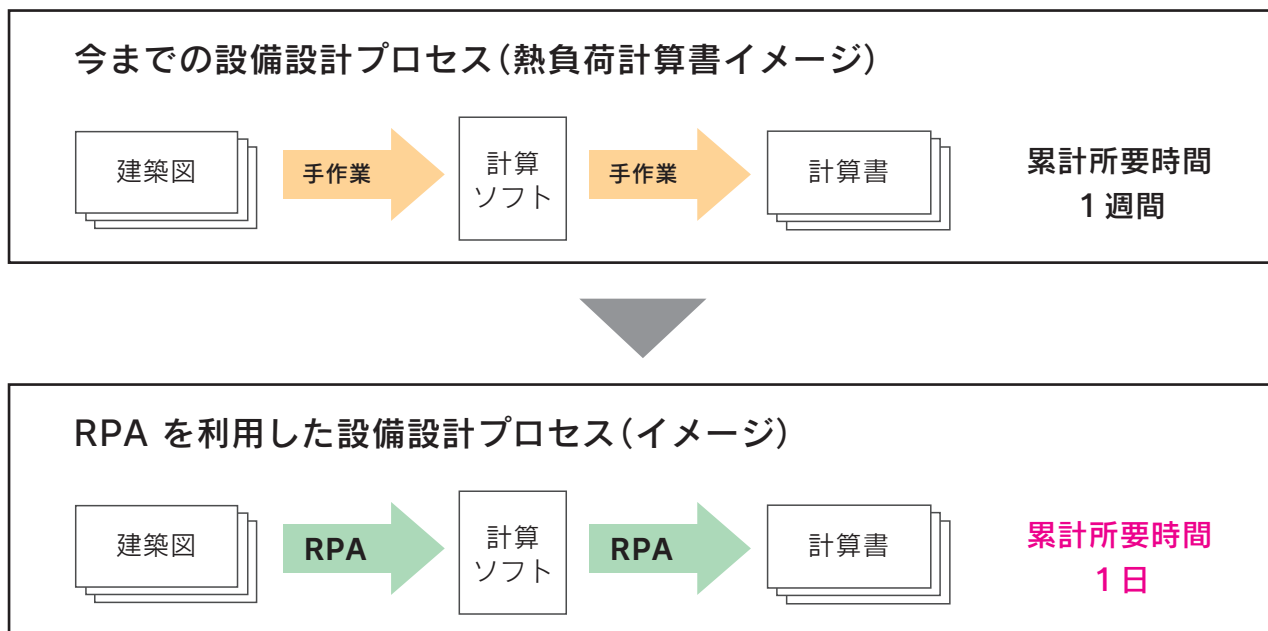 今までの設備設計プロセス(熱負荷計算書イメージ)
建築図
手作業
計算
ソフト
手作業
計算書
累計所要時間
1 週間
RPA を利用した設備設計プロセス(イメージ)
建築図
RPA
計算
ソフト
RPA
計算書
累計所要時間
1 日